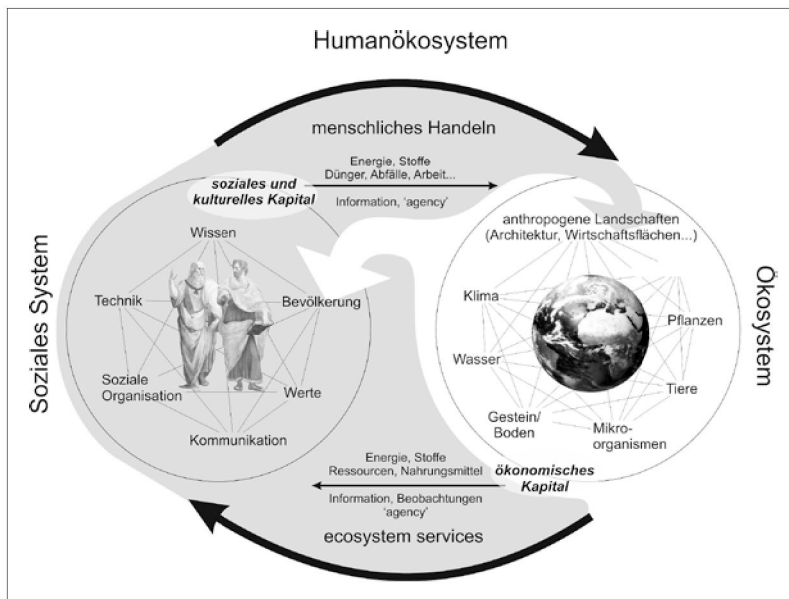 Humanökosystem
menschliches Handeln
Energie, Stoffe
Dünger, Abfälle, Arbeit...
soziales und
kulturelles Kapital
Information, 'agency'
Soziales System
Wissen
Technik
Bevölkerung
Soziale
Organisation
Werte
Kommunikation
anthropogene Landschaften
(Architektur, Wirtschaftsflächen...)
Ökosystem
Klima
Pflanzen
Wasser
Tiere
Gestein/
Boden
Mikro-
organismen
Energie, Stoffe
Ressourcen, Nahrungsmittel
ökonomisches
Kapital
Information, Beobachtungen
'agency'
ecosystem services